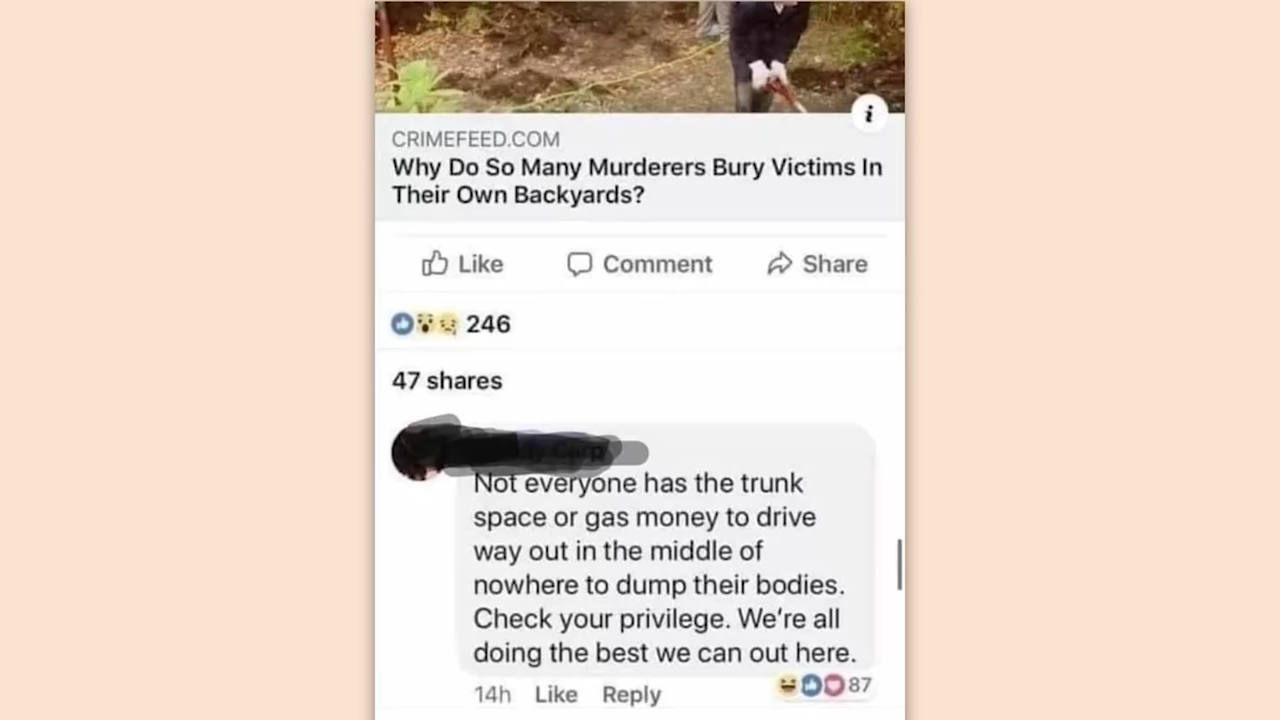 CRIMEFEED.COM
Why Do So Many Murderers Bury Victims In
Their Own Backyards?
Like Comment Share
246
47 shares
Not everyone has the trunk
space or gas money to drive
way out in the middle of
nowhere to dump their bodies.
Check your privilege. We're all
doing the best we can out here.
14h Like Reply 87